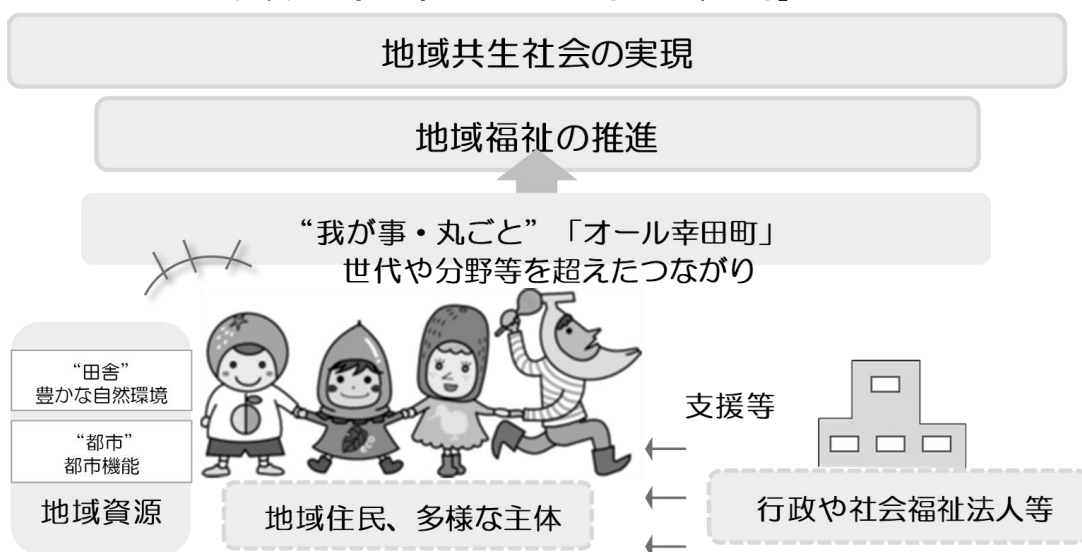 地域共生社会の実現
地域福祉の推進
“我が事・丸ごと”「オール幸田町」
世代や分野等を超えたつながり
“田舎”
豊かな自然環境
“都市”
都市機能
地域資源
eco
地域住民、多様な主体
支援等
行政や社会福祉法人等